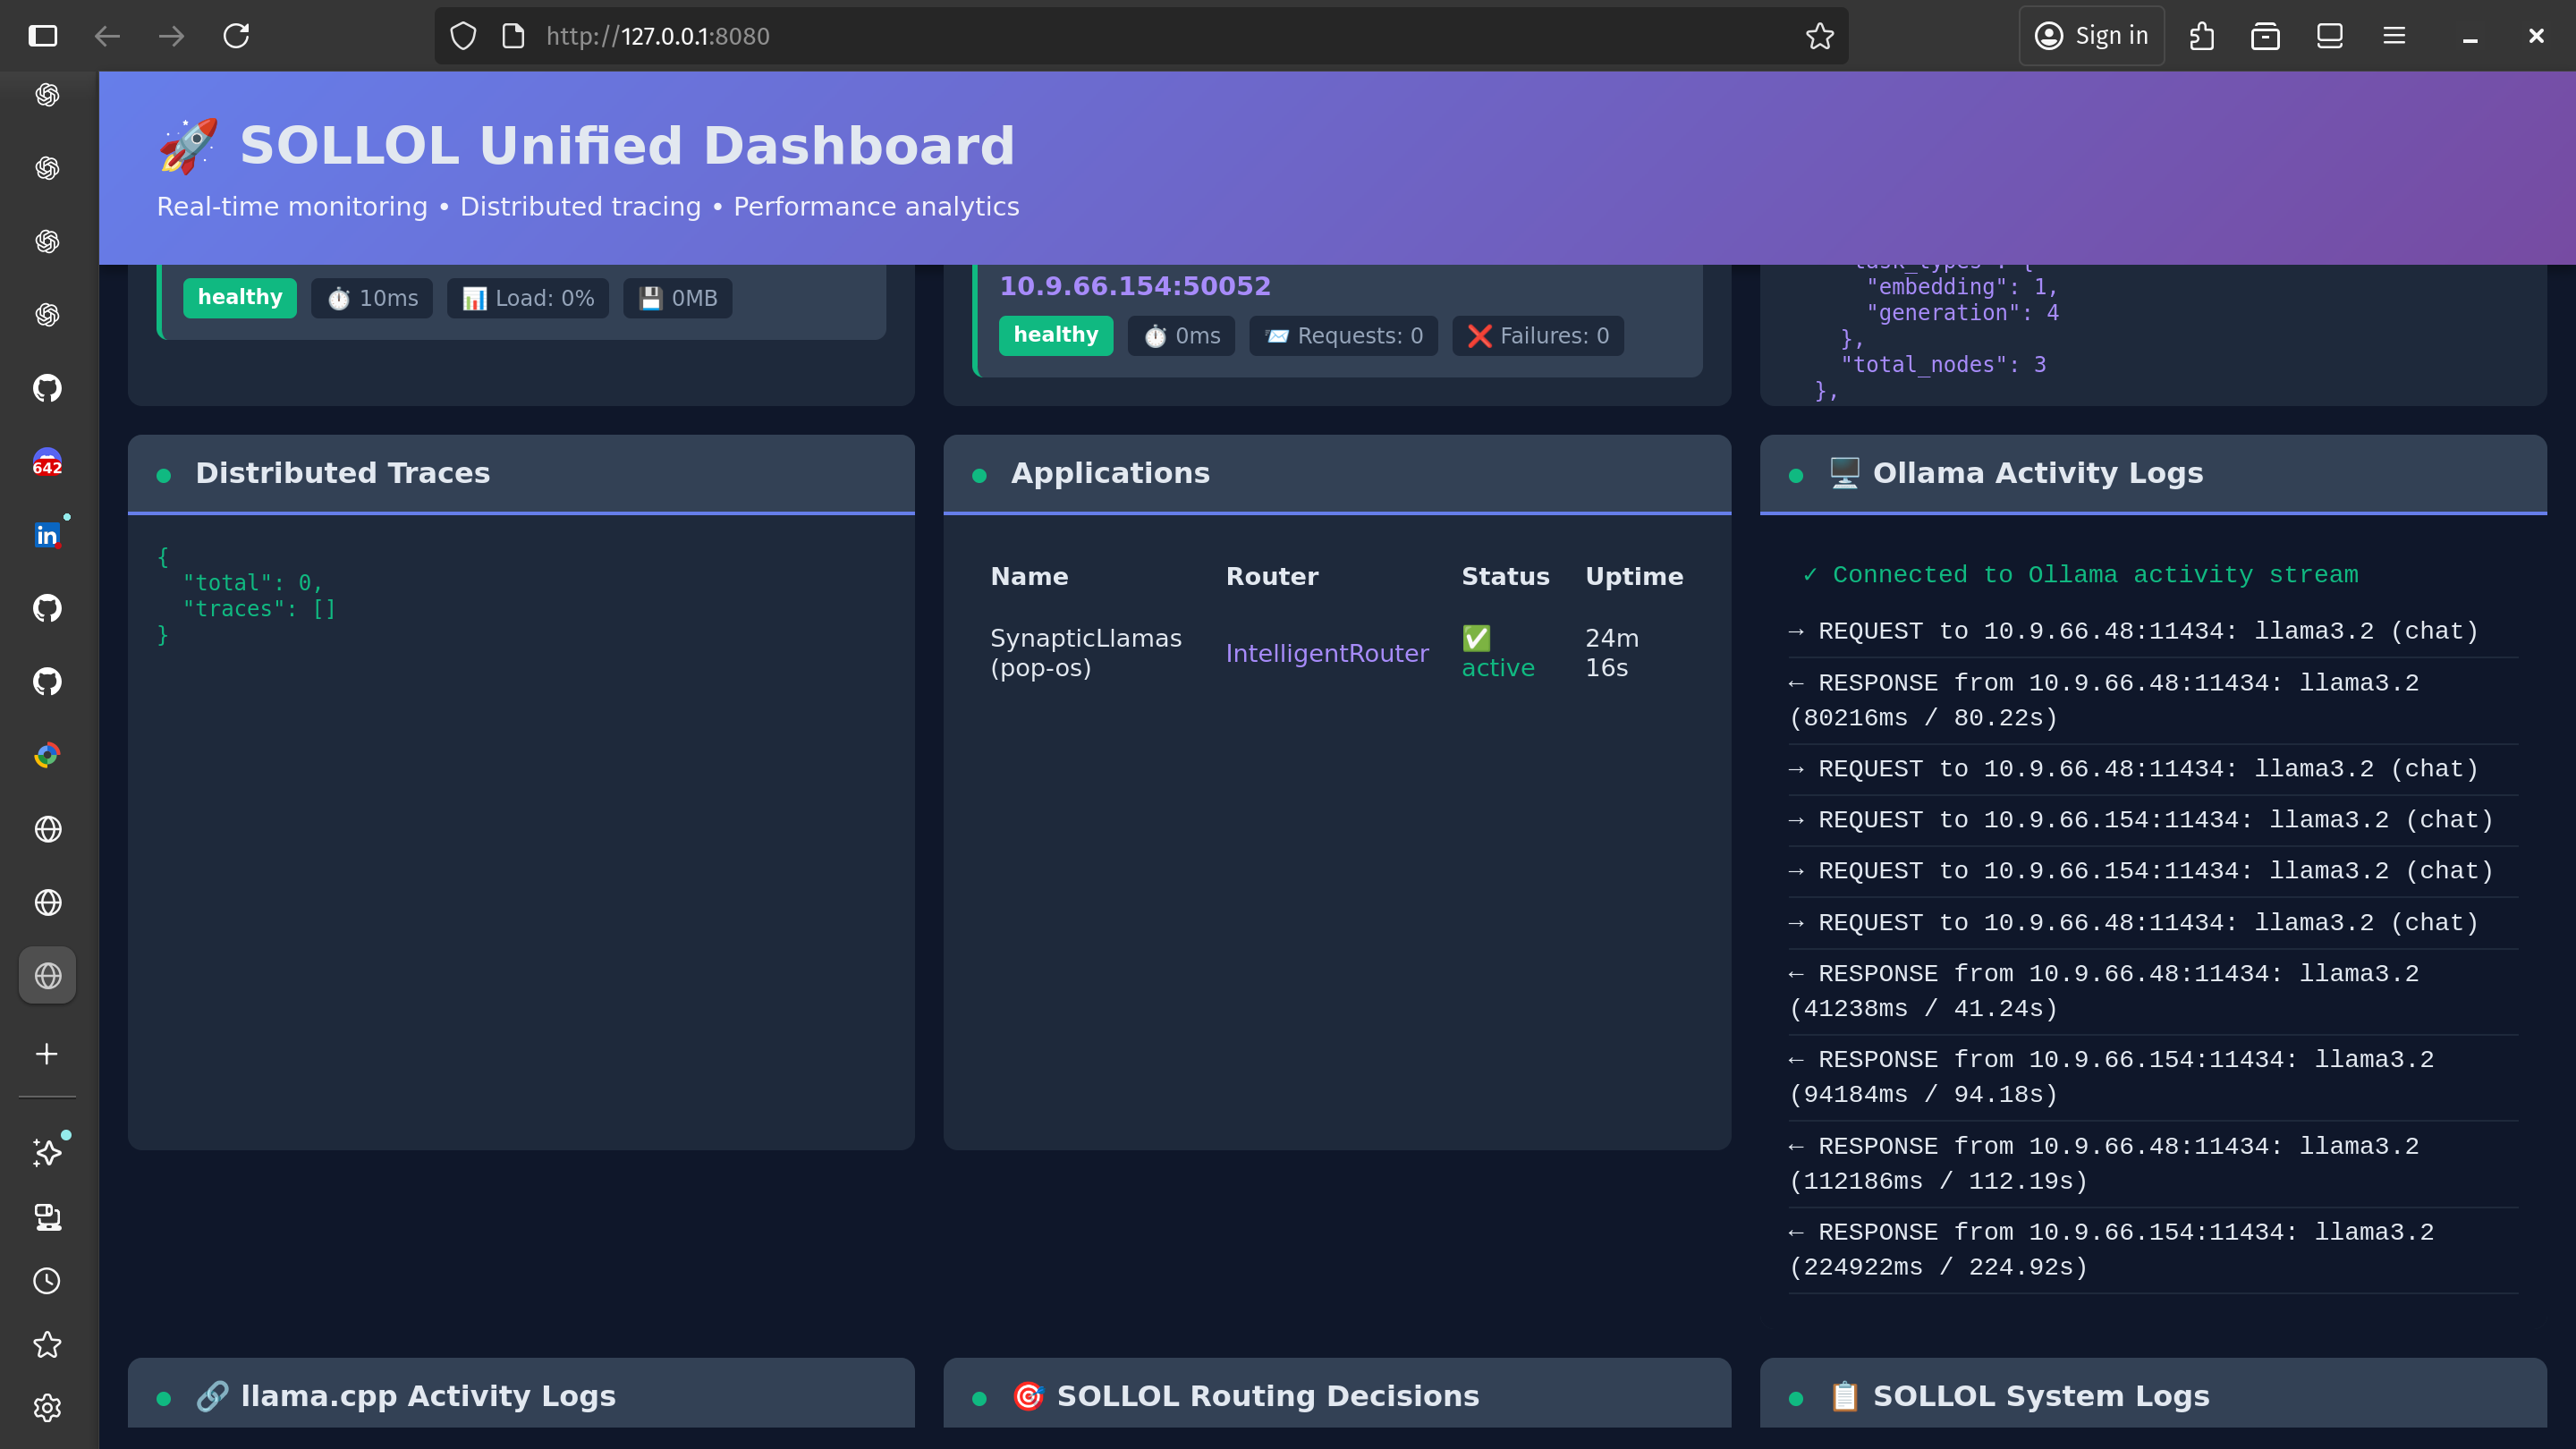 http://127.0.0.1:8080
Sign in
SOLLOL Unified Dashboard
Real-time monitoring • Distributed tracing • Performance analytics
healthy
10ms
Load: 0%
0MB
10.9.66.154:50052
healthy
0ms
Requests: 0
Failures: 0
"task_types": {
"embedding": 1,
"generation": 4
},
"total_nodes": 3
},
642
in
Distributed Traces
{
"total": 0,
"traces": []
}
Applications
Name Router Status Uptime
SynapticLlamas
(pop-os)
IntelligentRouter
✅
active
24m
16s
Ollama Activity Logs
✓ Connected to Ollama activity stream
→ REQUEST to 10.9.66.48:11434: llama3.2 (chat)
← RESPONSE from 10.9.66.48:11434: llama3.2
(80216ms / 80.22s)
→ REQUEST to 10.9.66.48:11434: llama3.2 (chat)
→ REQUEST to 10.9.66.154:11434: llama3.2 (chat)
→ REQUEST to 10.9.66.154:11434: llama3.2 (chat)
→ REQUEST to 10.9.66.48:11434: llama3.2 (chat)
← RESPONSE from 10.9.66.48:11434: llama3.2
(41238ms / 41.24s)
← RESPONSE from 10.9.66.154:11434: llama3.2
(94184ms / 94.18s)
← RESPONSE from 10.9.66.48:11434: llama3.2
(112186ms / 112.19s)
← RESPONSE from 10.9.66.154:11434: llama3.2
(224922ms / 224.92s)
llama.cpp Activity Logs
SOLLOL Routing Decisions
SOLLOL System Logs